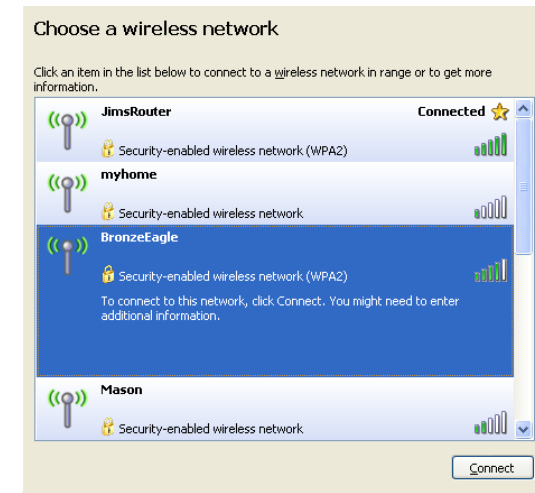 Choose a wireless network
Click an item in the list below to connect to a wireless network in range or to get more
information.
JimsRouter Connected
Security-enabled wireless network (WPA2)
myhome
Security-enabled wireless network
BronzeEagle
Security-enabled wireless network (WPA2)
To connect to this network, click Connect. You might need to enter
additional information.
Mason
Security-enabled wireless network
Connect